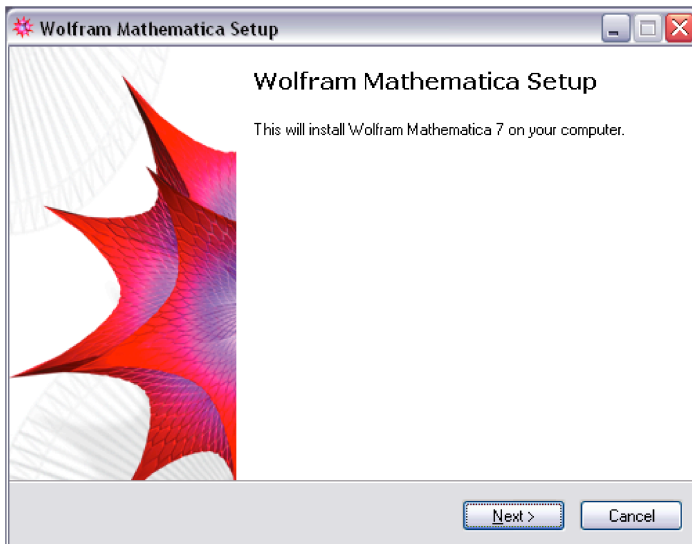 Wolfram Mathematica Setup
Wolfram Mathematica Setup
This will install Wolfram Mathematica 7 on your computer.
Next >
Cancel